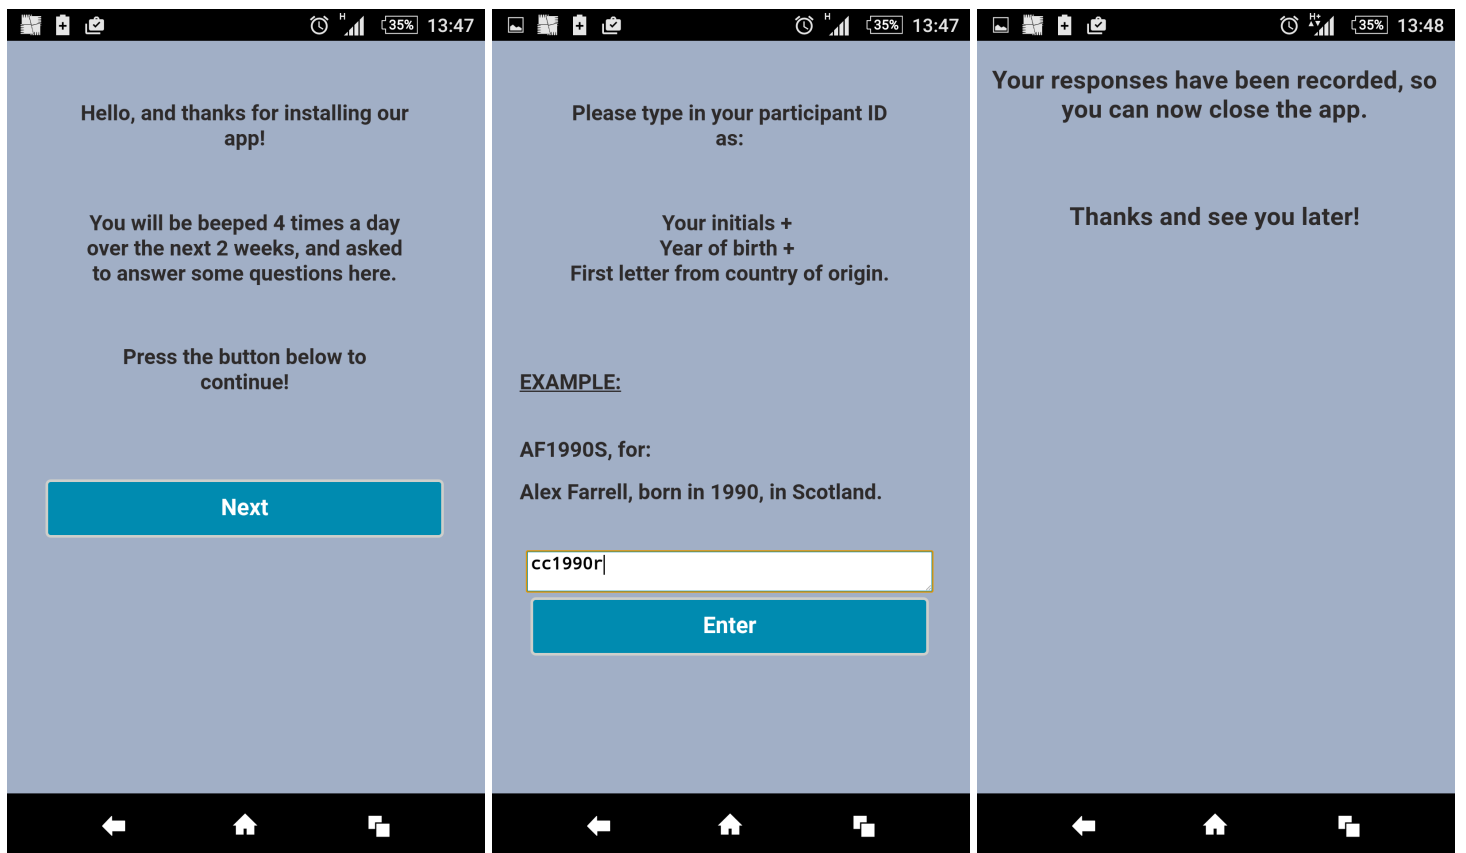 H 35% 13:47
Hello, and thanks for installing our
app!
You will be beeped 4 times a day
over the next 2 weeks, and asked
to answer some questions here.
Press the button below to
continue!
Next
H 35% 13:47
Please type in your participant ID
as:
Your initials +
Year of birth +
First letter from country of origin.
EXAMPLE:
AF1990S, for:
Alex Farrell, born in 1990, in Scotland.
cc1990r
Enter
H+ 35% 13:48
Your responses have been recorded, so
you can now close the app.
Thanks and see you later!